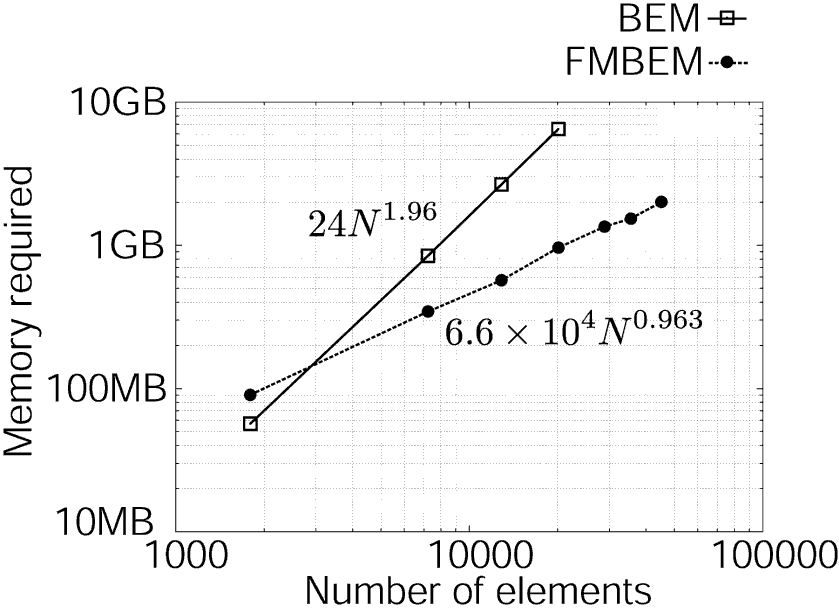 BEM
FMBEM
10GB
1GB
100MB
10MB
Memory required
24N^{1.96}
6.6 × 10^{4}N^{0.963}
1000 10000 100000
Number of elements